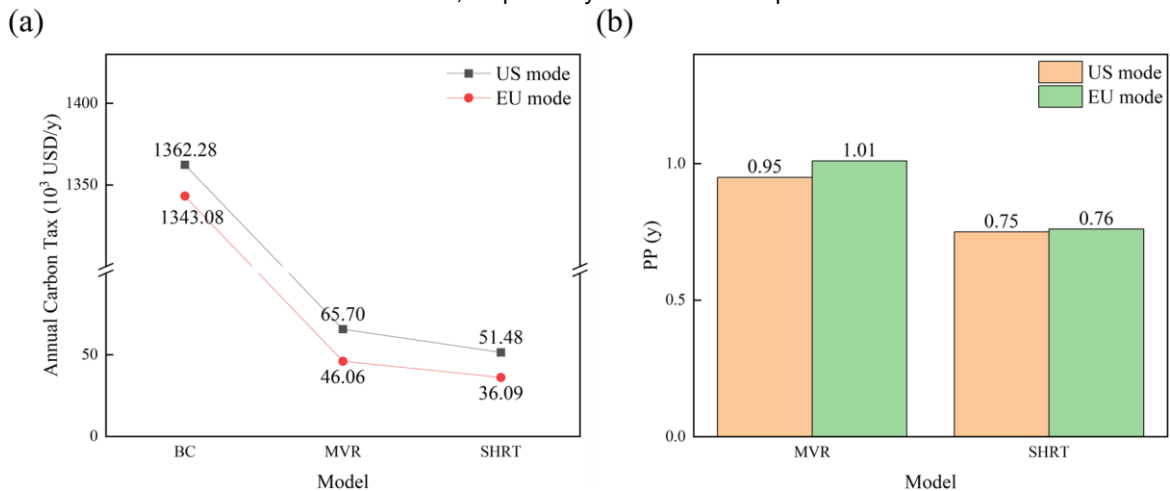 (a)
(b)
US mode
EU mode
Annual Carbon Tax (10³ USD/y)
1400
1350
50
0
1362.28
1343.08
65.70
46.06
51.48
36.09
BC
MVR
SHRT
Model
US mode
EU mode
PP (y)
1.0
0.5
0.0
0.95
1.01
0.75
0.76
MVR
SHRT
Model